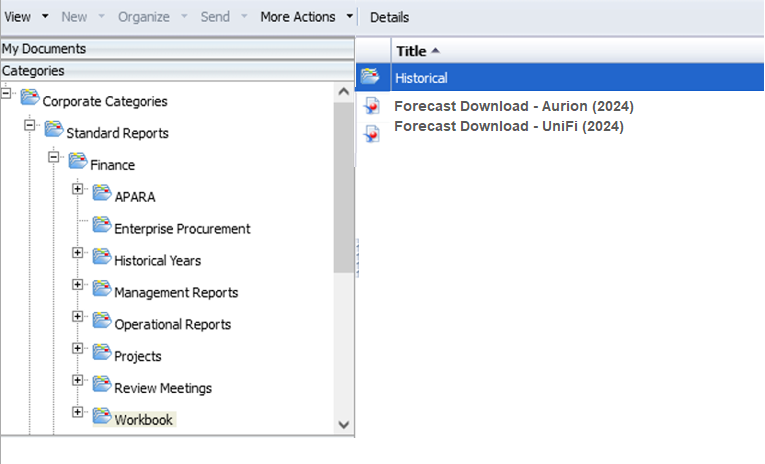 View New Organize Send More Actions Details
My Documents
Categories
Corporate Categories
Standard Reports
Finance
APARA
Enterprise Procurement
Historical Years
Management Reports
Operational Reports
Projects
Review Meetings
Workbook
Title
Historical
Forecast Download - Aurion (2024)
Forecast Download - UniFi (2024)